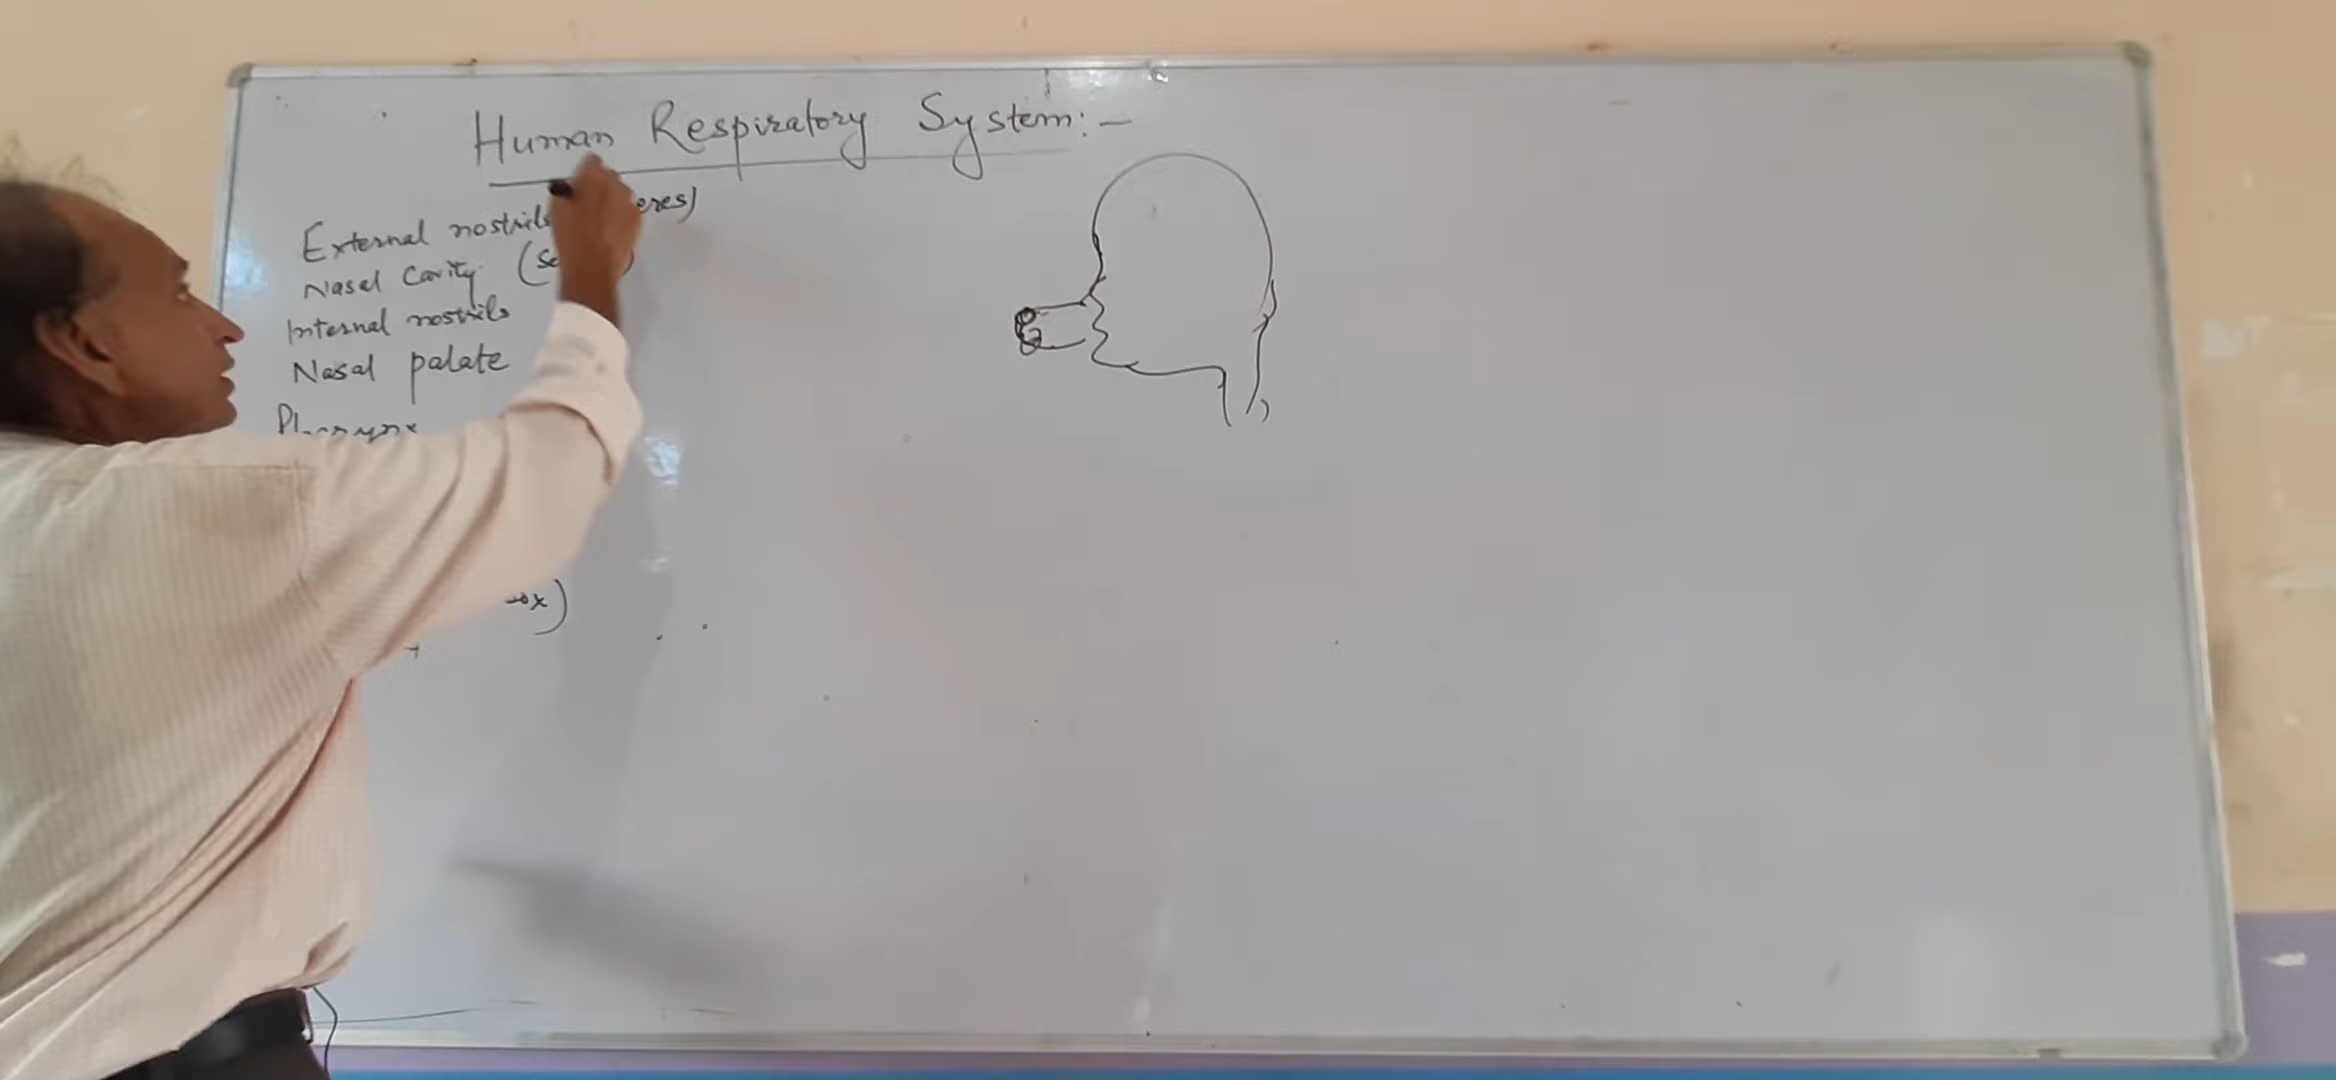 Human Respiratory System:-
External nostrils
Nasal Cavity
Internal nostrils
Nasal palate
Pharynx